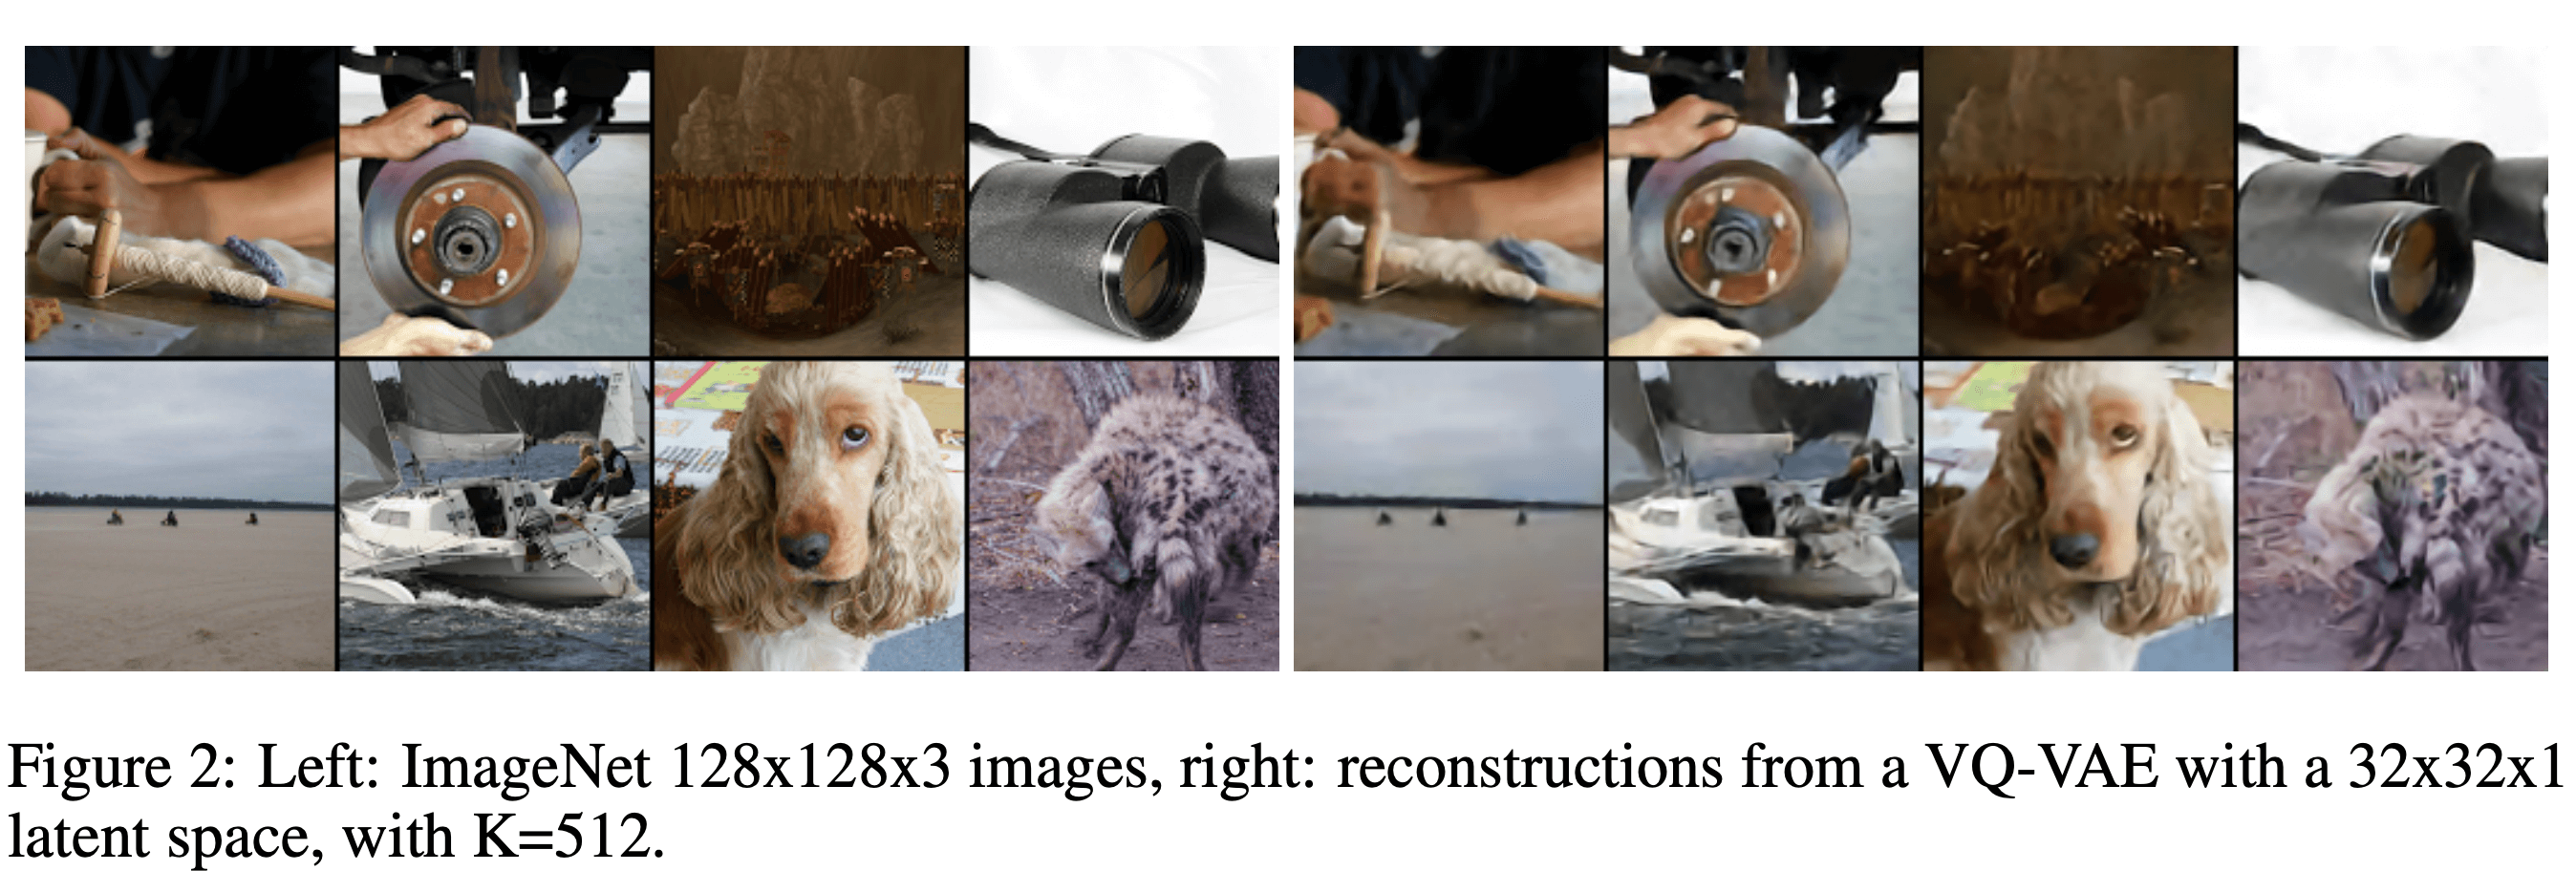 Figure 2: Left: ImageNet 128x128x3 images, right: reconstructions from a VQ-VAE with a 32x32x1
latent space, with K=512.